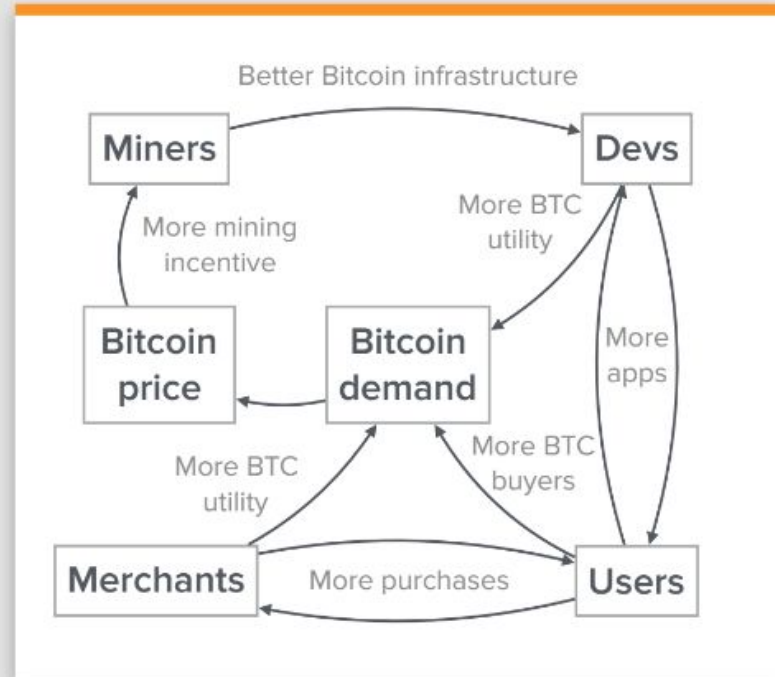 Better Bitcoin infrastructure
Miners
Devs
More BTC
utility
More mining
incentive
Bitcoin
price
Bitcoin
demand
More
apps
More BTC
utility
More BTC
buyers
Merchants
More purchases
Users